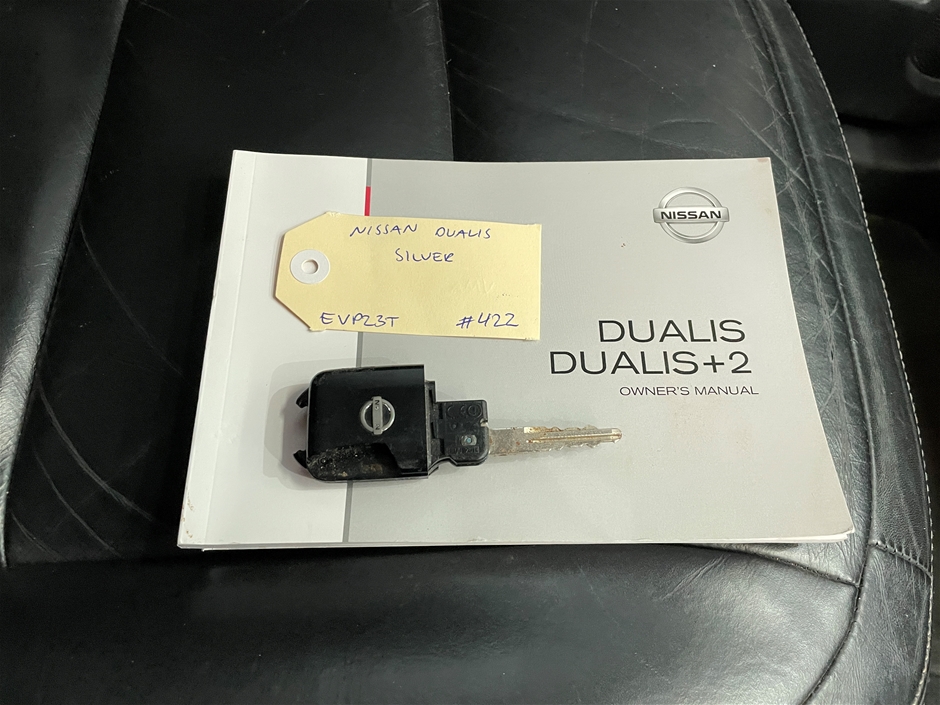 NISSAN
NISSAN DUALIS
SILVER
EVP23T #422
DUALIS
DUALIS+2
OWNER'S MANUAL